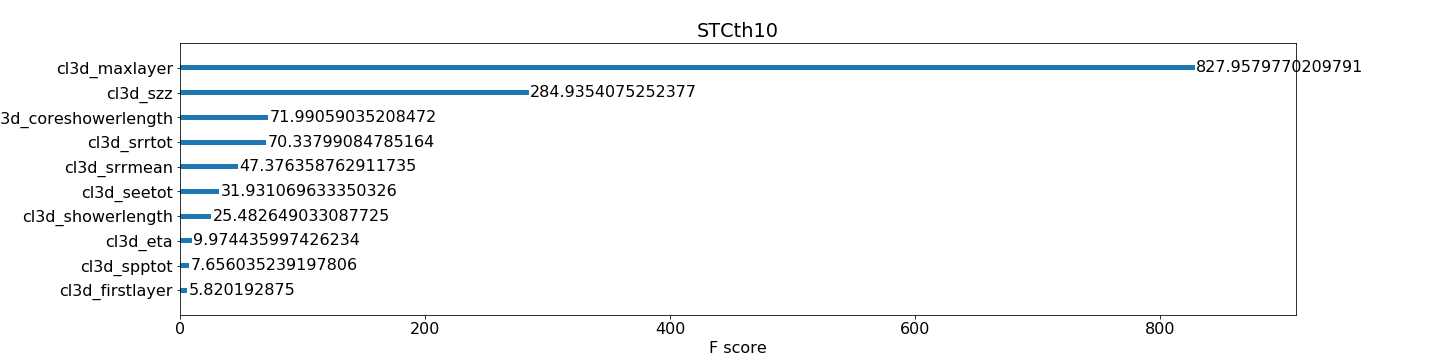 STCth10
cl3d_maxlayer 827.9579770209791
cl3d_szz 284.9354075252377
3d_coreshowerlength 71.99059035208472
cl3d_srrtot 70.33799084785164
cl3d_srrmean 47.376358762911735
cl3d_seetot 31.931069633350326
cl3d_showerlength 25.482649033087725
cl3d_eta 9.974435997426234
cl3d_spptot 7.656035239197806
cl3d_firstlayer 5.820192875
0 200 400 600 800
F score